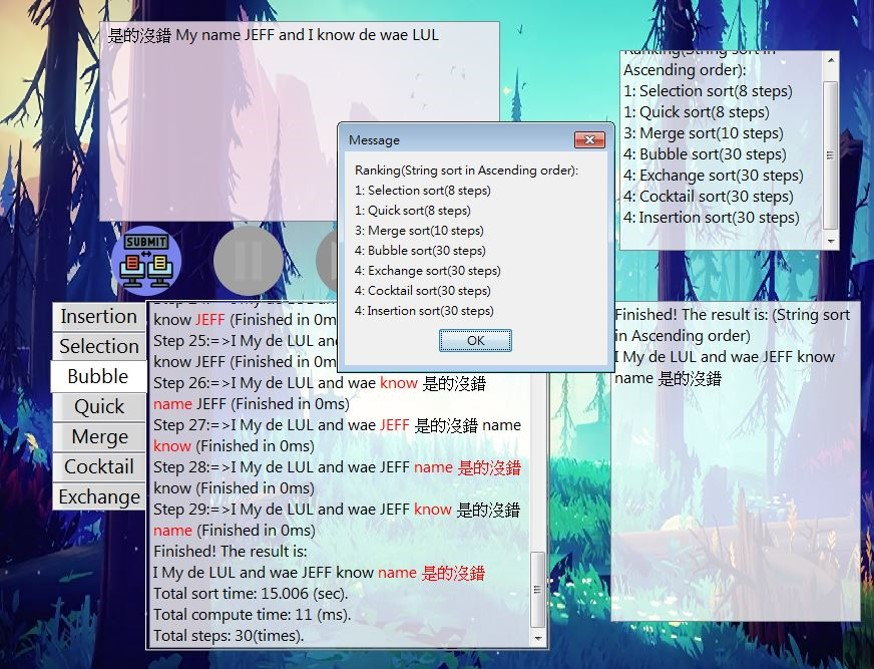 是的沒錯 My name JEFF and I know de wae LUL
Ranking(String sort in
Ascending order):
1: Selection sort(8 steps)
1: Quick sort(8 steps)
3: Merge sort(10 steps)
4: Bubble sort(30 steps)
4: Exchange sort(30 steps)
4: Cocktail sort(30 steps)
4: Insertion sort(30 steps)
Message
Ranking(String sort in Ascending order):
1: Selection sort(8 steps)
1: Quick sort(8 steps)
3: Merge sort(10 steps)
4: Bubble sort(30 steps)
4: Exchange sort(30 steps)
4: Cocktail sort(30 steps)
4: Insertion sort(30 steps)
OK
SUBMIT
Insertion
Selection
Bubble
Quick
Merge
Cocktail
Exchange
know JEFF (Finished in 0m
Step 25:=>I My de LUL and
know JEFF (Finished in 0m
Step 26:=>I My de LUL and wae know 是的沒錯
name JEFF (Finished in 0ms)
Step 27:=>I My de LUL and wae JEFF 是的沒錯 name
know (Finished in 0ms)
Step 28:=>I My de LUL and wae JEFF name 是的沒錯
know (Finished in 0ms)
Step 29:=>I My de LUL and wae JEFF know 是的沒錯
name (Finished in 0ms)
Finished! The result is:
I My de LUL and wae JEFF know name 是的沒錯
Total sort time: 15.006 (sec).
Total compute time: 11 (ms).
Total steps: 30(times).
Finished! The result is: (String sort
in Ascending order)
I My de LUL and wae JEFF know
name 是的沒錯